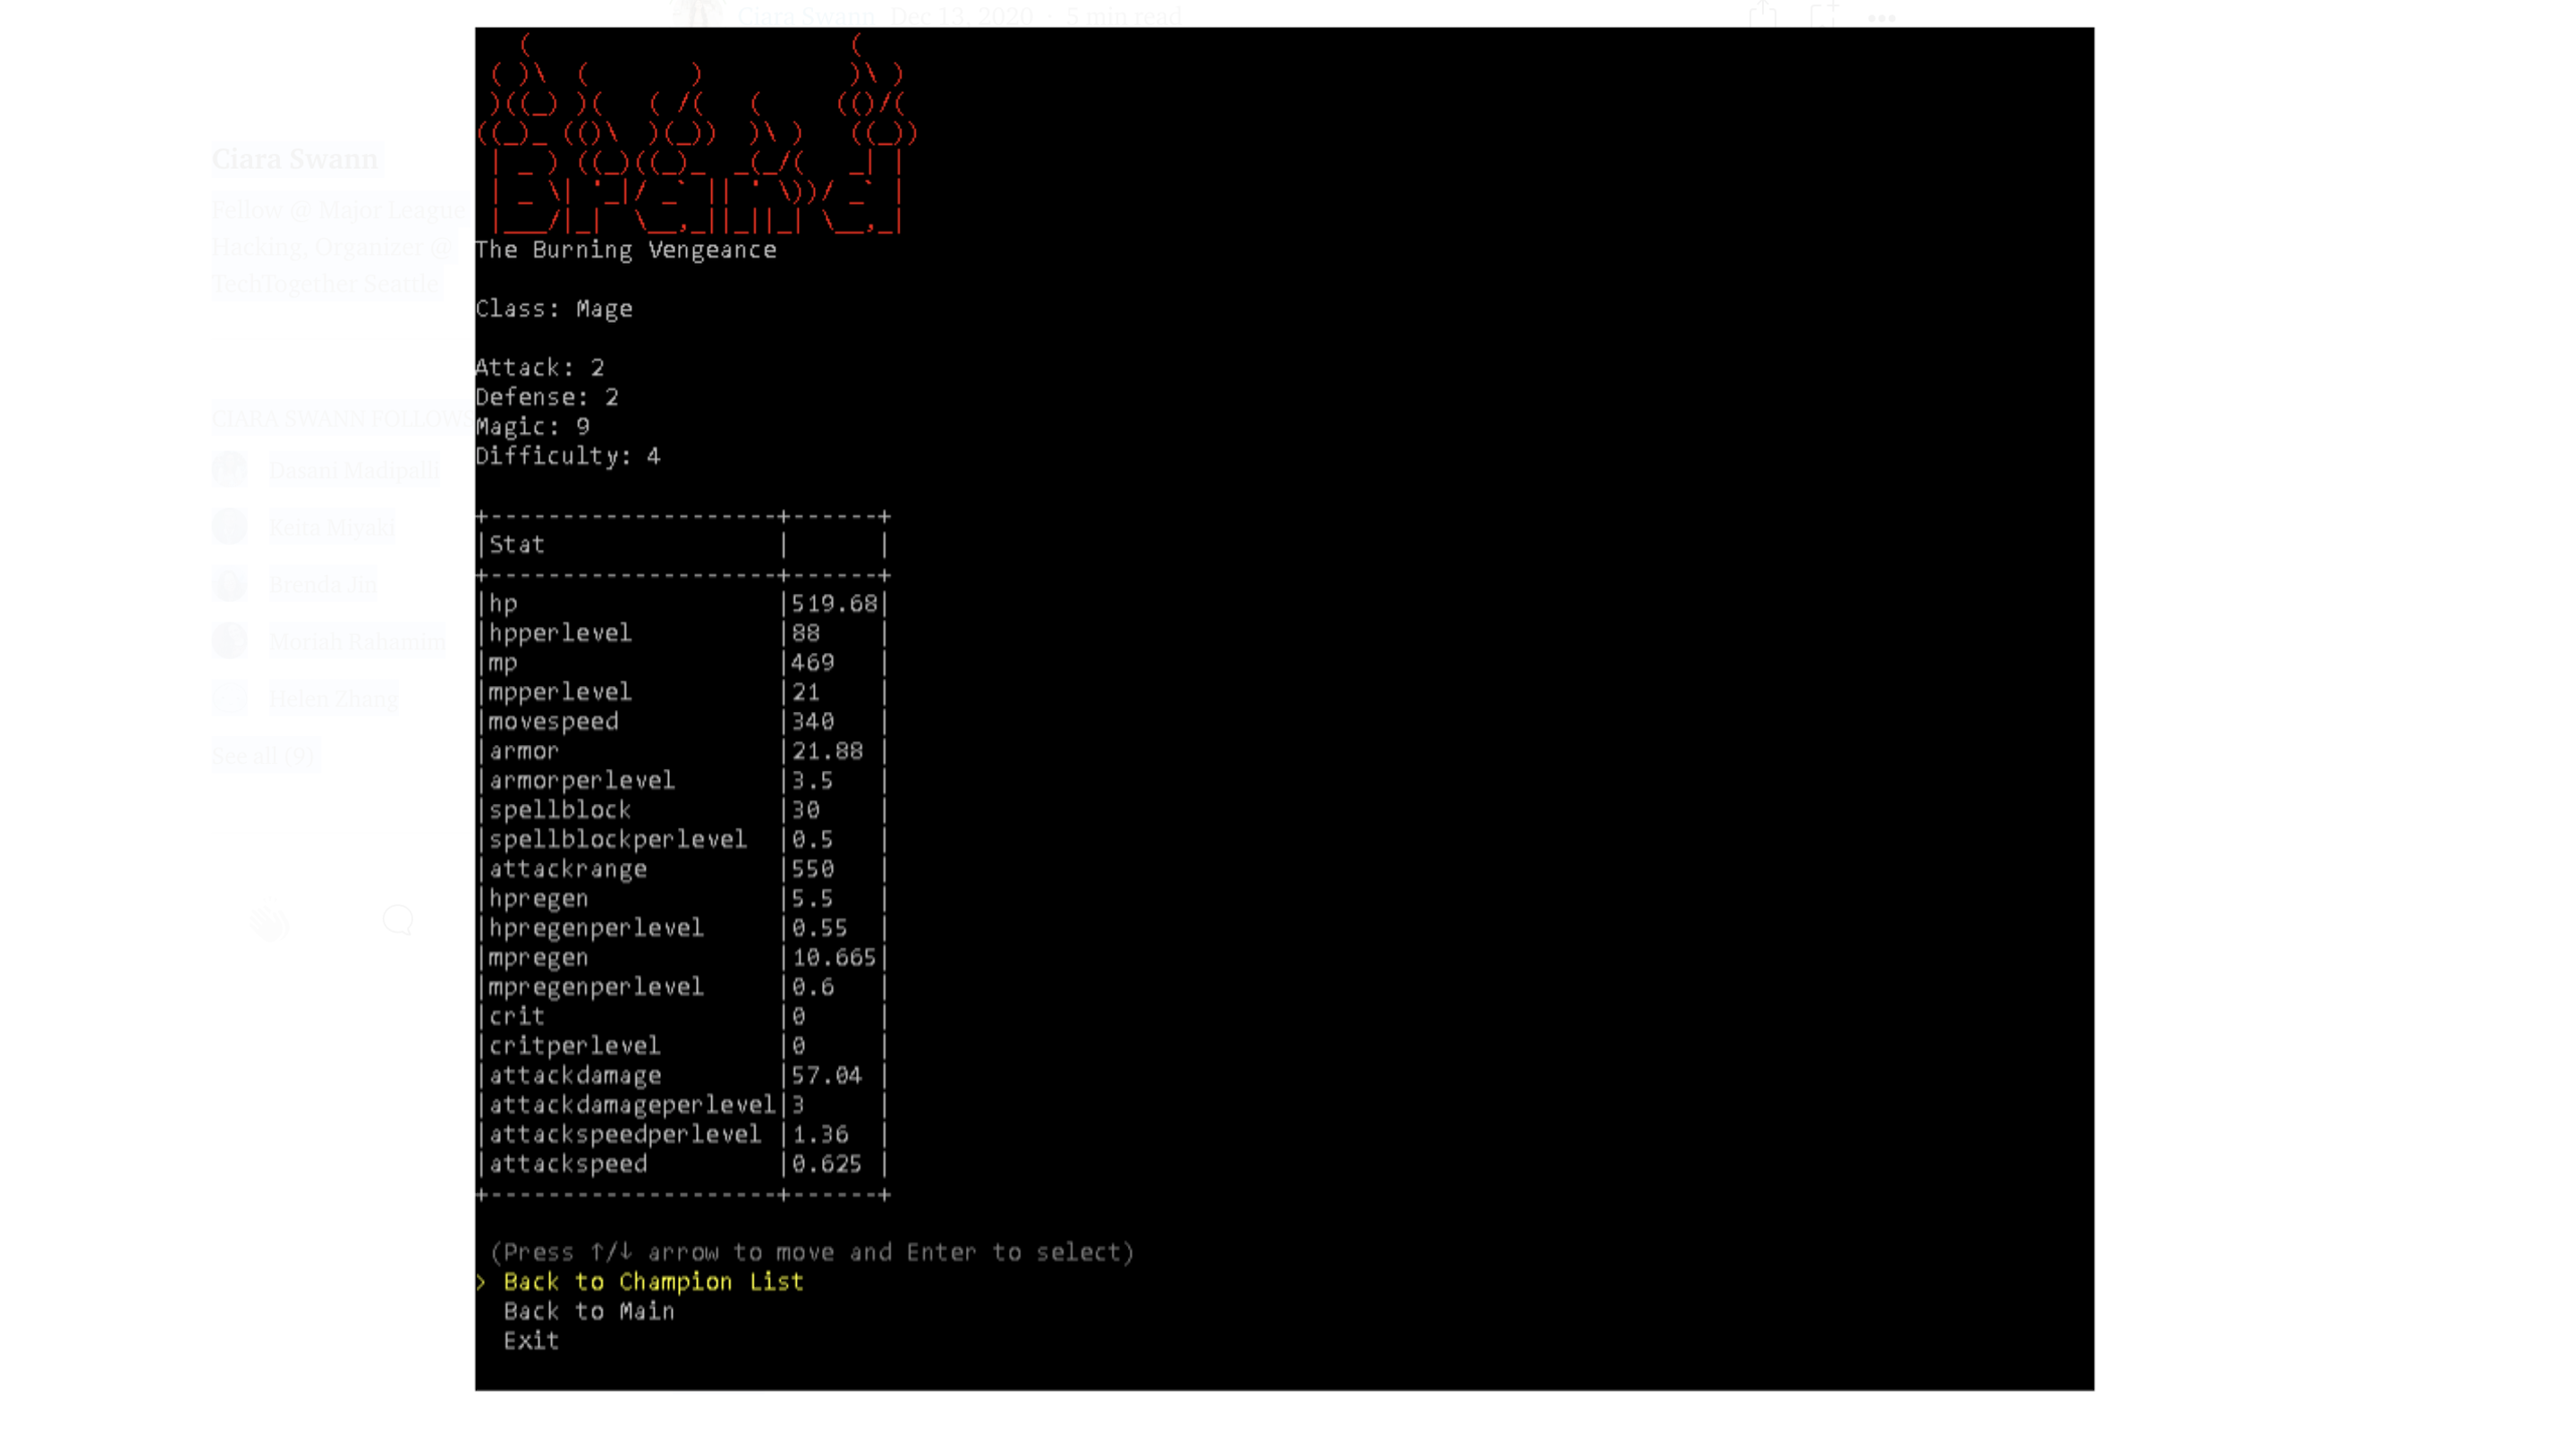 Ciara Swann Dec 13, 2020 · 5 min read
Ciara Swann
Fellow @ Major League
Hacking, Organizer @
TechTogether Seattle
CIARA SWANN FOLLOWS
Dasani Madipalli
Keita Miyaki
Brenda Jin
Moriah Rahamim
Helen Zhang
See all (9)
Brand
The Burning Vengeance
Class: Mage
Attack: 2
Defense: 2
Magic: 9
Difficulty: 4
Stat
hp 519.68
hpperlevel 88
mp 469
mpperlevel 21
movespeed 340
armor 21.88
armorperlevel 3.5
spellblock 30
spellblockperlevel 0.5
attackrange 550
hpregen 5.5
hpregenperlevel 0.55
mpregen 10.665
mpregenperlevel 0.6
crit 0
critperlevel 0
attackdamage 57.04
attackdamageperlevel 3
attackspeedperlevel 1.36
attackspeed 0.625
(Press ↑/↓ arrow to move and Enter to select)
> Back to Champion List
Back to Main
Exit